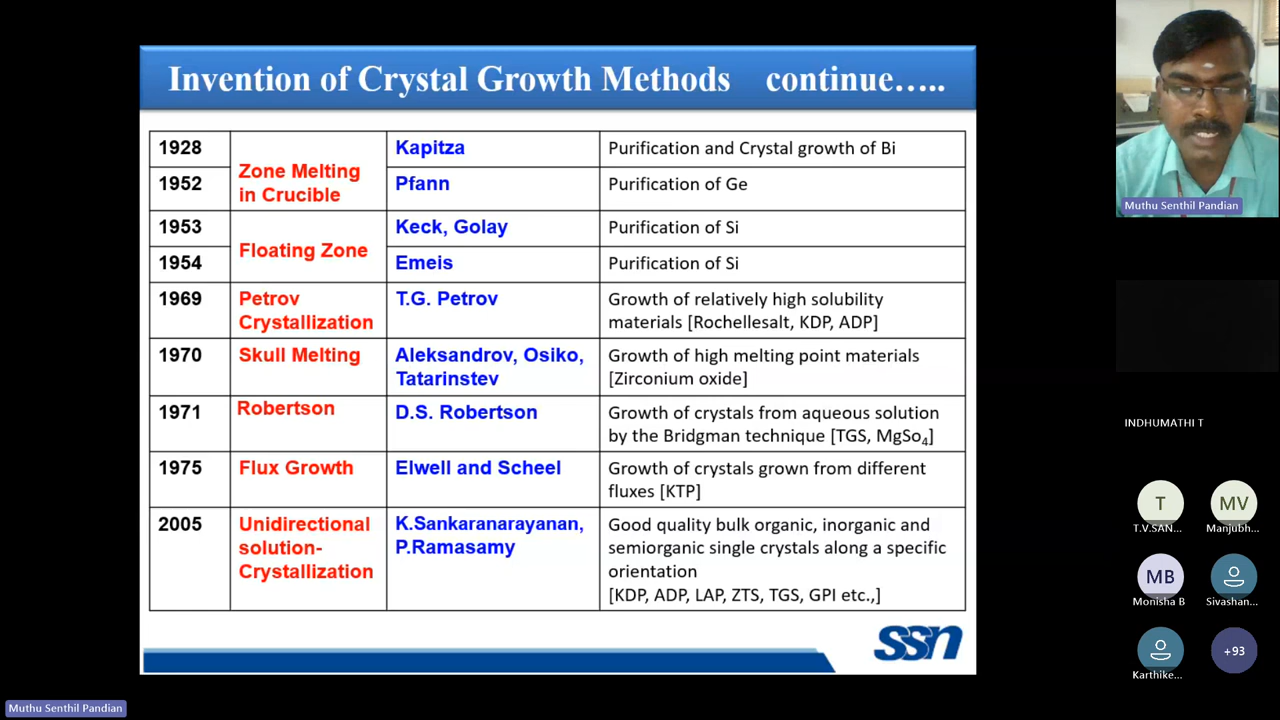 Invention of Crystal Growth Methods continue…..
1928
Zone Melting
in Crucible
Kapitza
Purification and Crystal growth of Bi
1952
Pfann
Purification of Ge
1953
Floating Zone
Keck, Golay
Purification of Si
1954
Emeis
Purification of Si
1969
Petrov
Crystallization
T.G. Petrov
Growth of relatively high solubility
materials [Rochellesalt, KDP, ADP]
1970
Skull Melting
Aleksandrov, Osiko,
Tatarinstev
Growth of high melting point materials
[Zirconium oxide]
1971
Robertson
D.S. Robertson
Growth of crystals from aqueous solution
by the Bridgman technique [TGS, MgSo₄]
1975
Flux Growth
Elwell and Scheel
Growth of crystals grown from different
fluxes [KTP]
2005
Unidirectional
solution-
Crystallization
K.Sankaranarayanan,
P.Ramasamy
Good quality bulk organic, inorganic and
semiorganic single crystals along a specific
orientation
[KDP, ADP, LAP, ZTS, TGS, GPI etc.,]
ssn
Muthu Senthil Pandian
INDHUMATHI T
T
T.V.SAN...
MV
Manjubh...
MB
Monisha B
Sivashan...
Karthike...
+93
Muthu Senthil Pandian